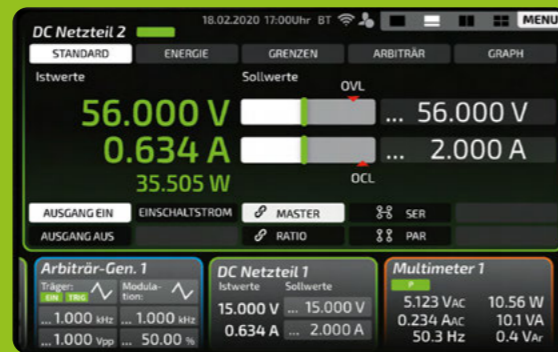 18.02.2020 17:00Uhr BT MENU
DC Netzteil 2
STANDARD ENERGIE GRENZEN ARBITRÄR GRAPH
Istwerte Sollwerte OVL
56.000 V ... 56.000 V
0.634 A ... 2.000 A
35.505 W OCL
AUSGANG EIN EINSCHALTSTROM MASTER SER
AUSGANG AUS RATIO PAR
Arbiträr-Gen. 1
Träger: Modula-
EIN TRIG tion:
... 1.000 kHz ... 1.000 kHz
... 1.000 Vpp ... 50.00 %
DC Netzteil 1
Istwerte Sollwerte
15.000 V ... 15.000 V
0.634 A ... 2.000 A
Multimeter 1
P
5.123 VAC 10.56 W
0.234 AAC 10.1 VA
50.3 Hz 0.4 VAr